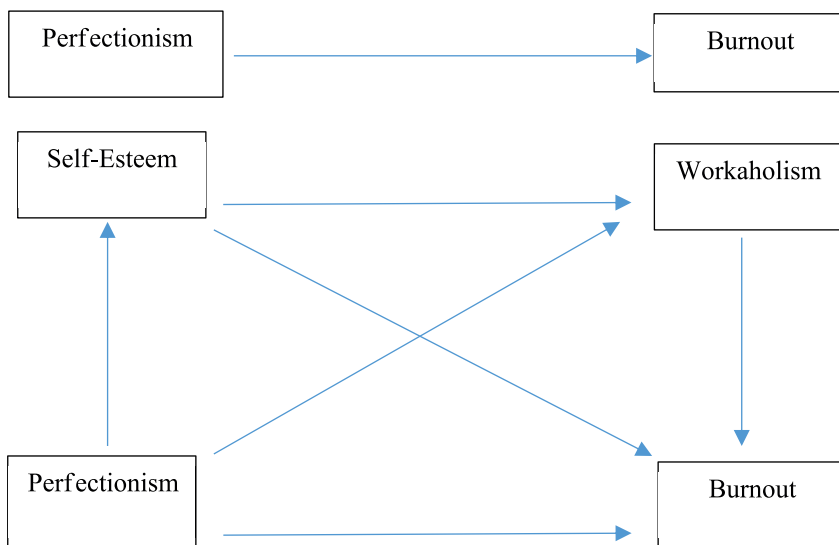 Perfectionism
Burnout
Self-Esteem
Workaholism
Perfectionism
Burnout